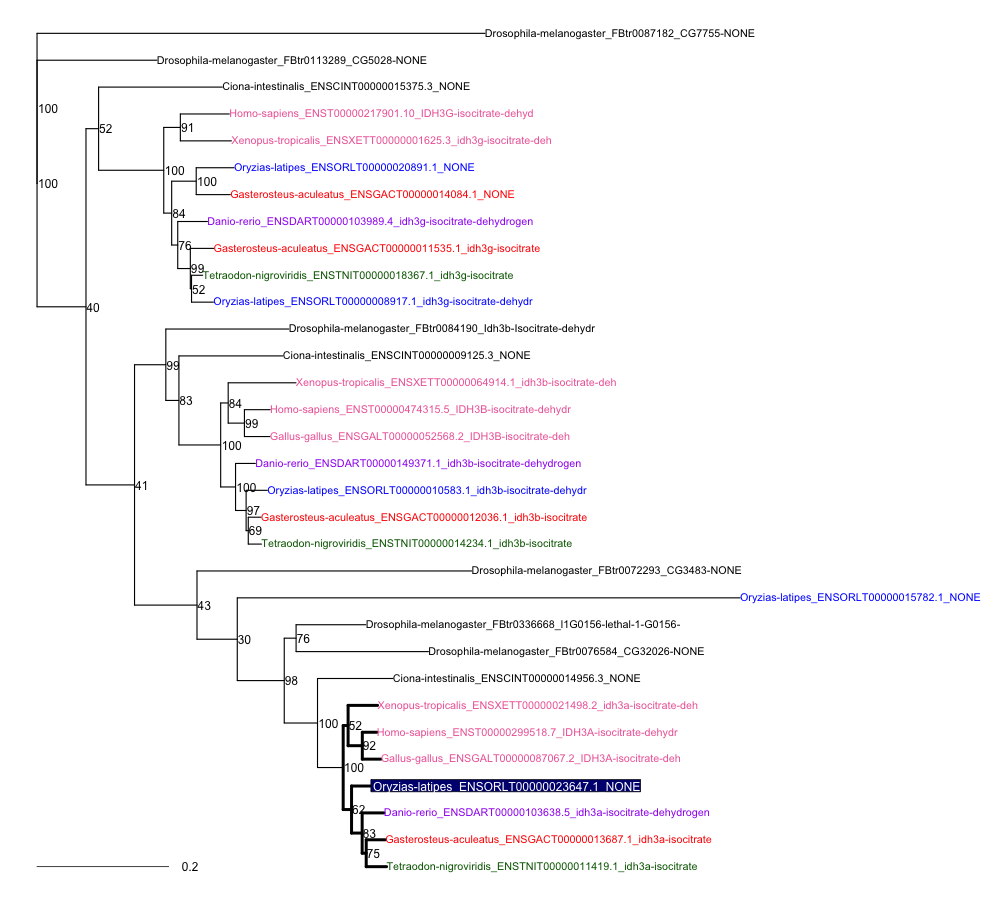 Drosophila-melanogaster_FBtr0087182_CG7755-NONE
Drosophila-melanogaster_FBtr0113289_CG5028-NONE
Ciona-intestinalis_ENSCINT00000015375.3_NONE
100
Homo-sapiens_ENST00000217901.10_IDH3G-isocitrate-dehyd
52
91
Xenopus-tropicalis_ENSXETT00000001625.3_idh3g-isocitrate-deh
Oryzias-latipes_ENSORLT00000020891.1_NONE
100
100
100
Gasterosteus-aculeatus_ENSGACT00000014084.1_NONE
84
Danio-rerio_ENSDART00000103989.4_idh3g-isocitrate-dehydrogen
76
Gasterosteus-aculeatus_ENSGACT00000011535.1_idh3g-isocitrate
99
Tetraodon-nigroviridis_ENSTNIT00000018367.1_idh3g-isocitrate
52
Oryzias-latipes_ENSORLT00000008917.1_idh3g-isocitrate-dehydr
40
Drosophila-melanogaster_FBtr0084190_Idh3b-Isocitrate-dehydr
Ciona-intestinalis_ENSCINT00000009125.3_NONE
99
Xenopus-tropicalis_ENSXETT00000064914.1_idh3b-isocitrate-deh
83
84
Homo-sapiens_ENST00000474315.5_IDH3B-isocitrate-dehydr
99
Gallus-gallus_ENSGALT00000052568.2_IDH3B-isocitrate-deh
100
Danio-rerio_ENSDART00000149371.1_idh3b-isocitrate-dehydrogen
41
100
Oryzias-latipes_ENSORLT00000010583.1_idh3b-isocitrate-dehydr
97
Gasterosteus-aculeatus_ENSGACT00000012036.1_idh3b-isocitrate
69
Tetraodon-nigroviridis_ENSTNIT00000014234.1_idh3b-isocitrate
Drosophila-melanogaster_FBtr0072293_CG3483-NONE
Oryzias-latipes_ENSORLT00000015782.1_NONE
43
Drosophila-melanogaster_FBtr0336668_l1G0156-lethal-1-G0156-
30
76
Drosophila-melanogaster_FBtr0076584_CG32026-NONE
98
Ciona-intestinalis_ENSCINT00000014956.3_NONE
Xenopus-tropicalis_ENSXETT00000021498.2_idh3a-isocitrate-deh
100
52
Homo-sapiens_ENST00000299518.7_IDH3A-isocitrate-dehydr
92
Gallus-gallus_ENSGALT00000087067.2_IDH3A-isocitrate-deh
100
Oryzias-latipes_ENSORLT00000023647.1_NONE
62
Danio-rerio_ENSDART00000103638.5_idh3a-isocitrate-dehydrogen
83
Gasterosteus-aculeatus_ENSGACT00000013687.1_idh3a-isocitrate
75
Tetraodon-nigroviridis_ENSTNIT00000011419.1_idh3a-isocitrate
0.2